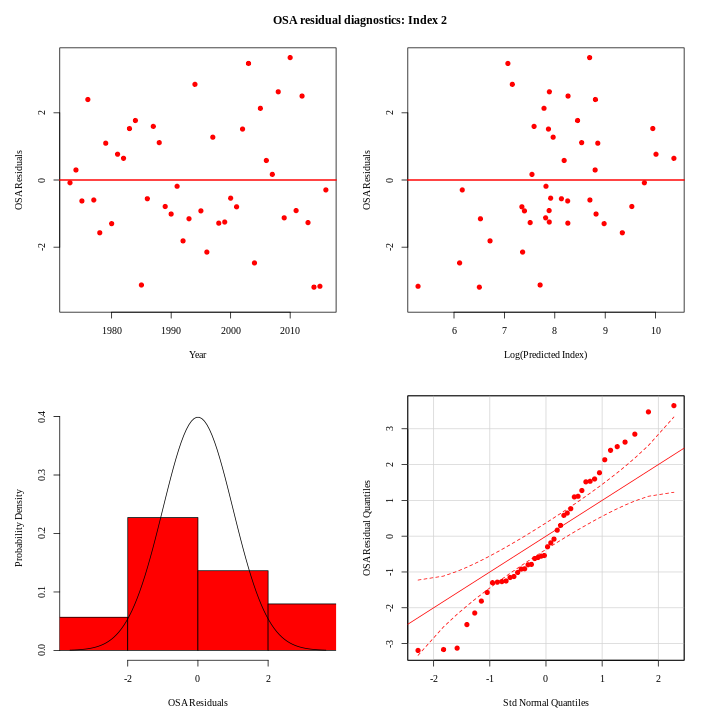 OSA residual diagnostics: Index 2
OSA Residuals
2
0
-2
1980 1990 2000 2010
Year
OSA Residuals
2
0
-2
6 7 8 9 10
Log(Predicted Index)
Probability Density
0.4
0.3
0.2
0.1
0.0
-2 0 2
OSA Residuals
OSA Residual Quantiles
3
2
1
0
-1
-2
-3
-2 -1 0 1 2
Std Normal Quantiles